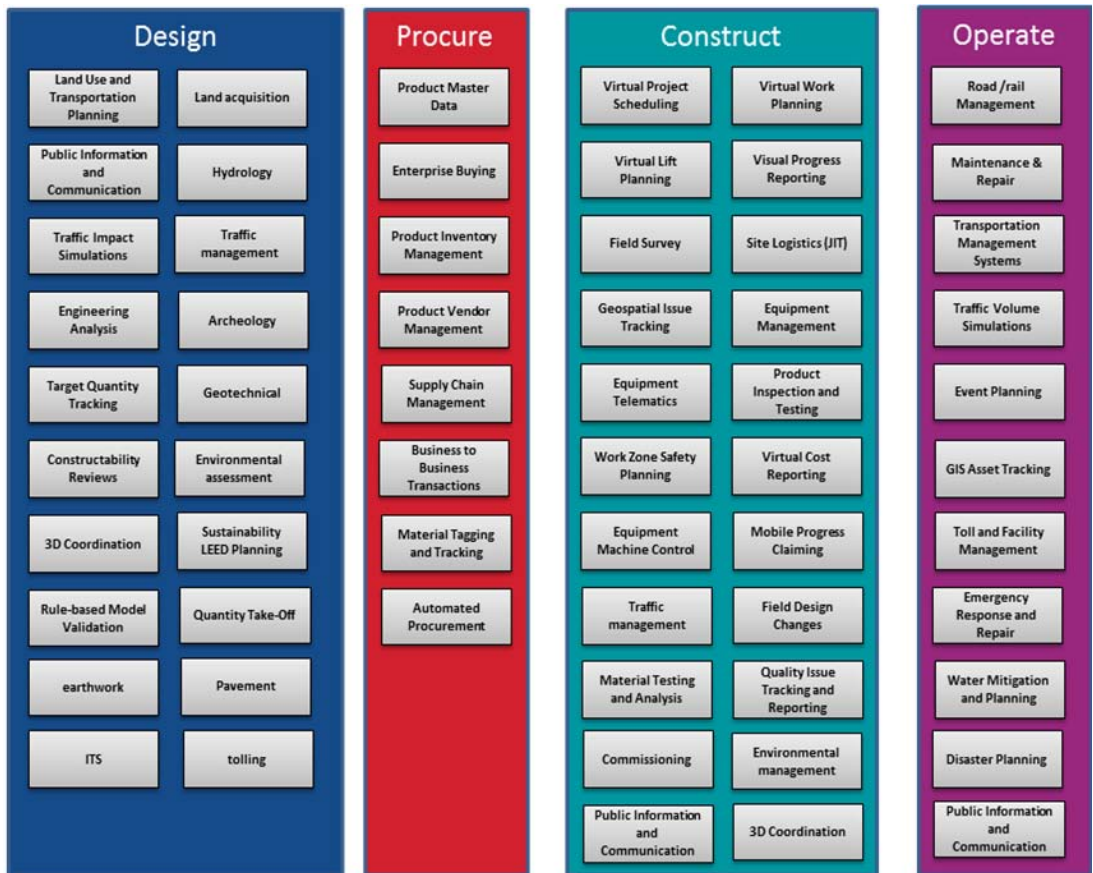 Design
Land Use and
Transportation
Planning
Land acquisition
Public Information
and
Communication
Hydrology
Traffic Impact
Simulations
Traffic
management
Engineering
Analysis
Archeology
Target Quantity
Tracking
Geotechnical
Constructability
Reviews
Environmental
assessment
3D Coordination
Sustainability
LEED Planning
Rule-based Model
Validation
Quantity Take-Off
earthwork
Pavement
ITS
tolling
Procure
Product Master
Data
Enterprise Buying
Product Inventory
Management
Product Vendor
Management
Supply Chain
Management
Business to
Business
Transactions
Material Tagging
and Tracking
Automated
Procurement
Construct
Virtual Project
Scheduling
Virtual Work
Planning
Virtual Lift
Planning
Visual Progress
Reporting
Field Survey
Site Logistics (JIT)
Geospatial Issue
Tracking
Equipment
Management
Equipment
Telematics
Product
Inspection and
Testing
Work Zone Safety
Planning
Virtual Cost
Reporting
Equipment
Machine Control
Mobile Progress
Claiming
Traffic
management
Field Design
Changes
Material Testing
and Analysis
Quality Issue
Tracking and
Reporting
Commissioning
Environmental
management
Public Information
and
Communication
3D Coordination
Operate
Road /rail
Management
Maintenance &
Repair
Transportation
Management
Systems
Traffic Volume
Simulations
Event Planning
GIS Asset Tracking
Toll and Facility
Management
Emergency
Response and
Repair
Water Mitigation
and Planning
Disaster Planning
Public Information
and
Communication